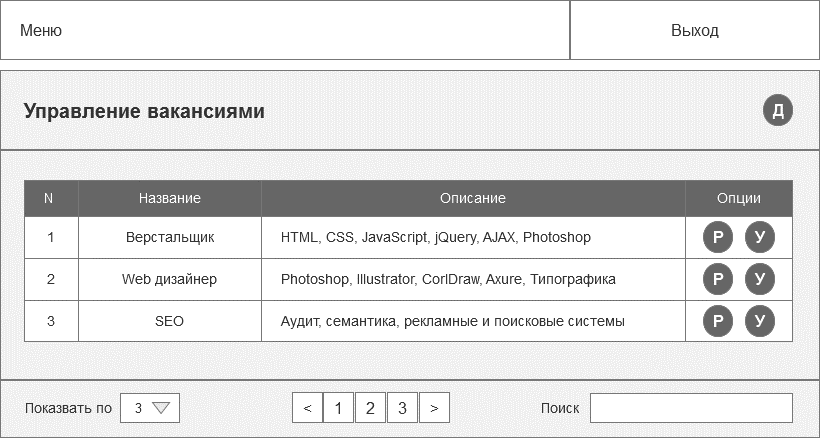 Меню Выход
Управление вакансиями Д
N Название Описание Опции
1 Верстальщик HTML, CSS, JavaScript, jQuery, AJAX, Photoshop Р У
2 Web дизайнер Photoshop, Illustrator, CorlDraw, Axure, Типографика Р У
3 SEO Аудит, семантика, рекламные и поисковые системы Р У
Показвать по 3 < 1 2 3 > Поиск